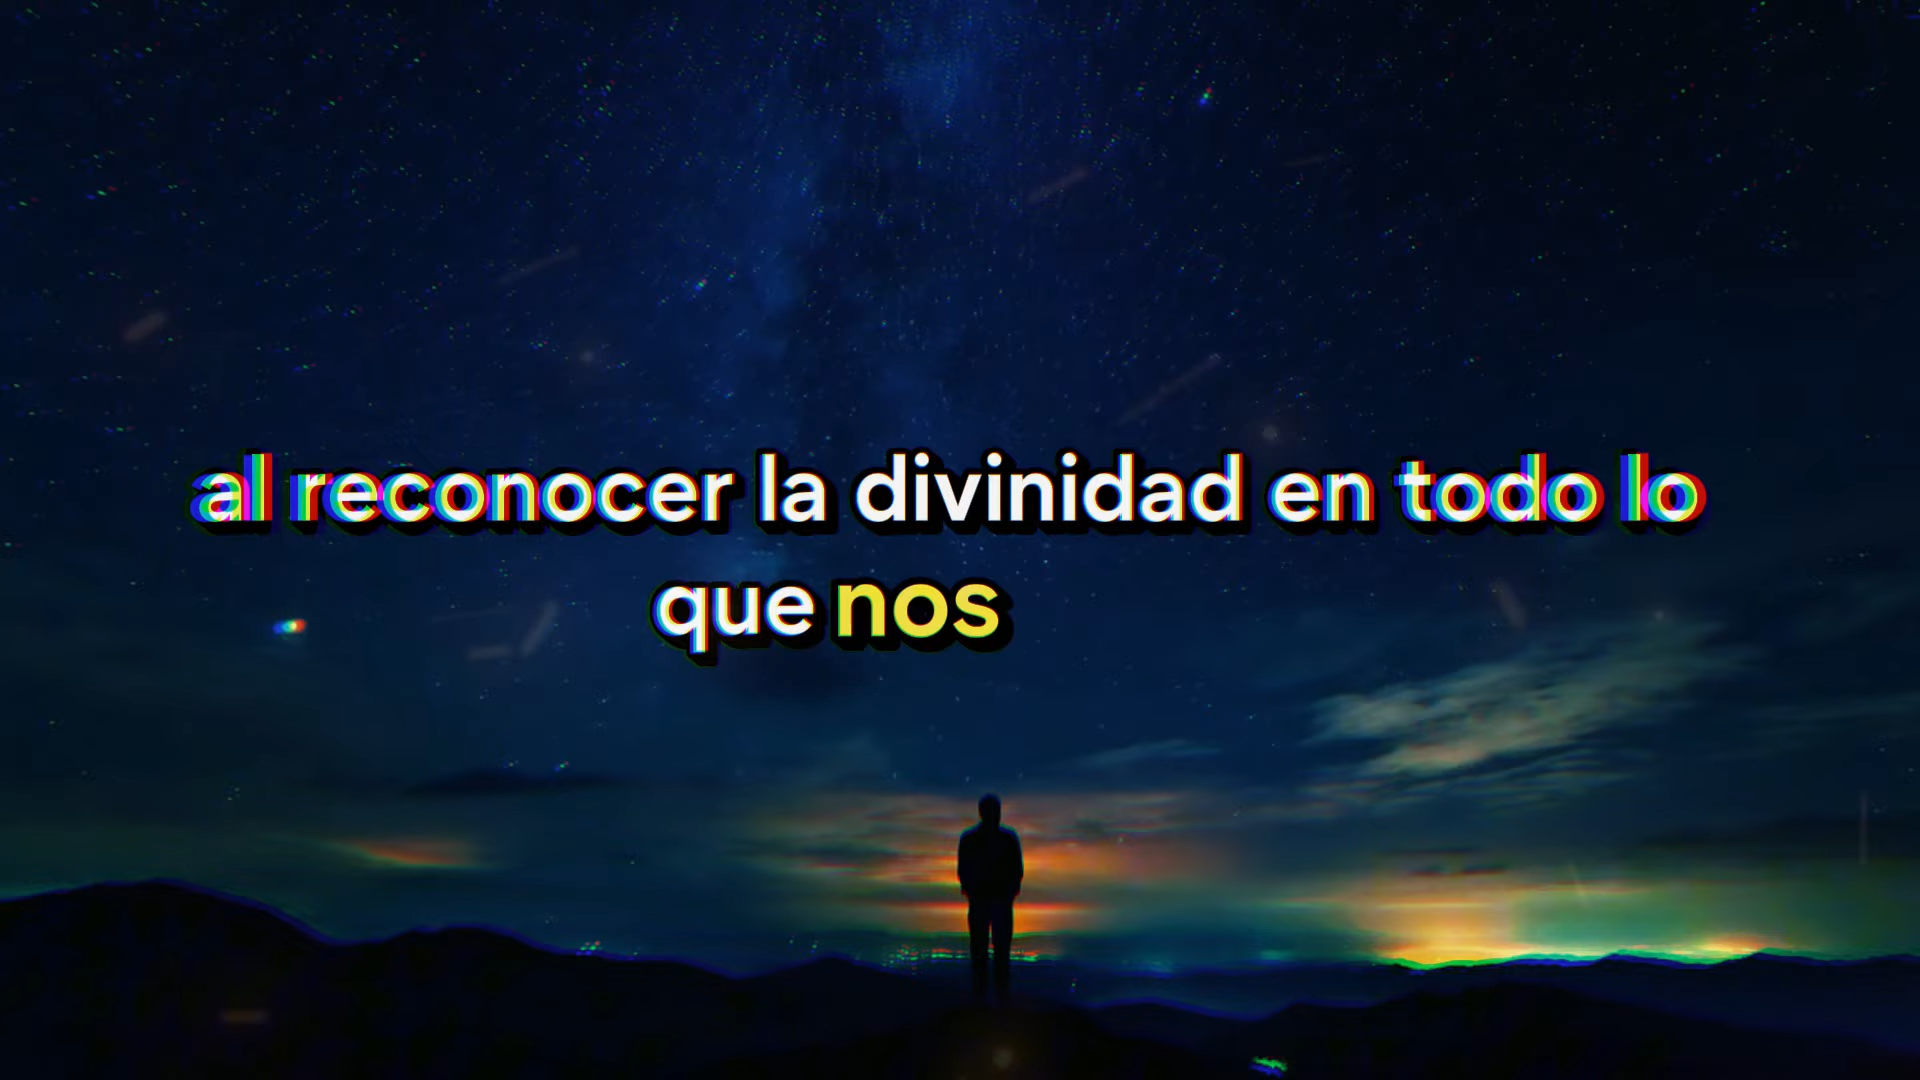 al reconocer la divinidad en todo lo
que nos